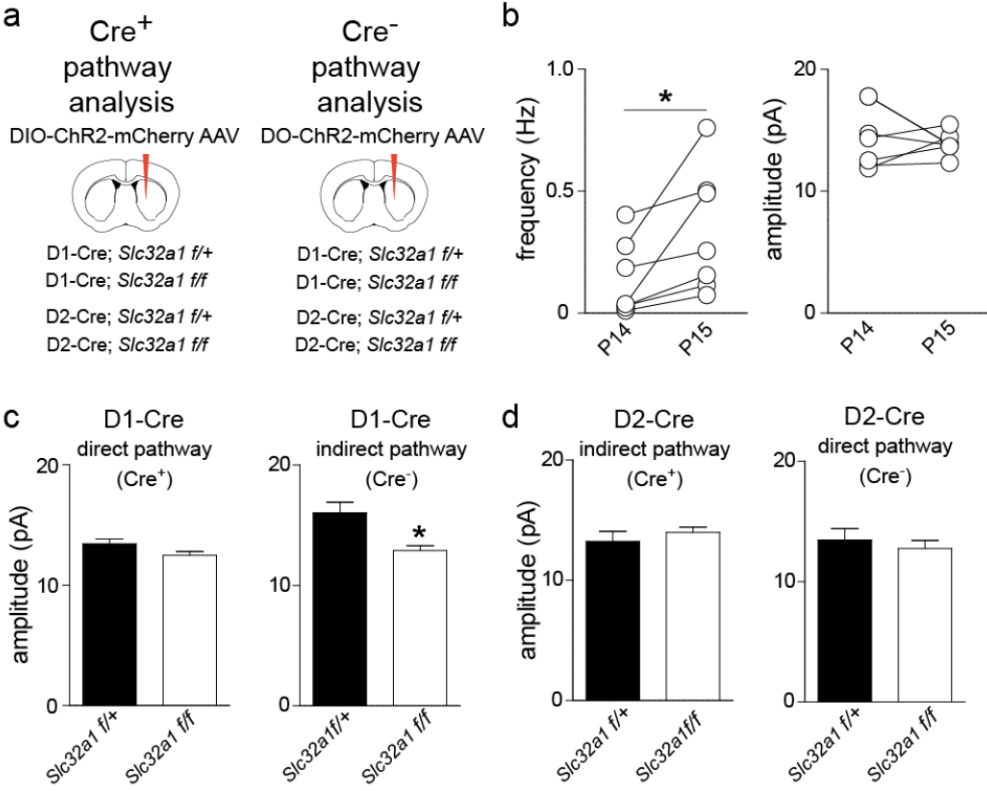 a
Cre+
pathway
analysis
DIO-ChR2-mCherry AAV
D1-Cre; Slc32a1 f/+
D1-Cre; Slc32a1 f/f
D2-Cre; Slc32a1 f/+
D2-Cre; Slc32a1 f/f
Cre-
pathway
analysis
DO-ChR2-mCherry AAV
D1-Cre; Slc32a1 f/+
D1-Cre; Slc32a1 f/f
D2-Cre; Slc32a1 f/+
D2-Cre; Slc32a1 f/f
b
frequency (Hz)
1.0
0.5
0
*
P14
P15
amplitude (pA)
20
10
0
P14
P15
c
D1-Cre
direct pathway
(Cre+)
amplitude (pA)
20
10
0
Slc32a1 f/+
Slc32a1 f/f
D1-Cre
indirect pathway
(Cre-)
20
10
0
*
Slc32a1f/+
Slc32a1 f/f
d
D2-Cre
indirect pathway
(Cre+)
amplitude (pA)
20
10
0
Slc32a1 f/+
Slc32a1f/f
D2-Cre
direct pathway
(Cre-)
20
10
0
Slc32a1 f/+
Slc32a1 f/f